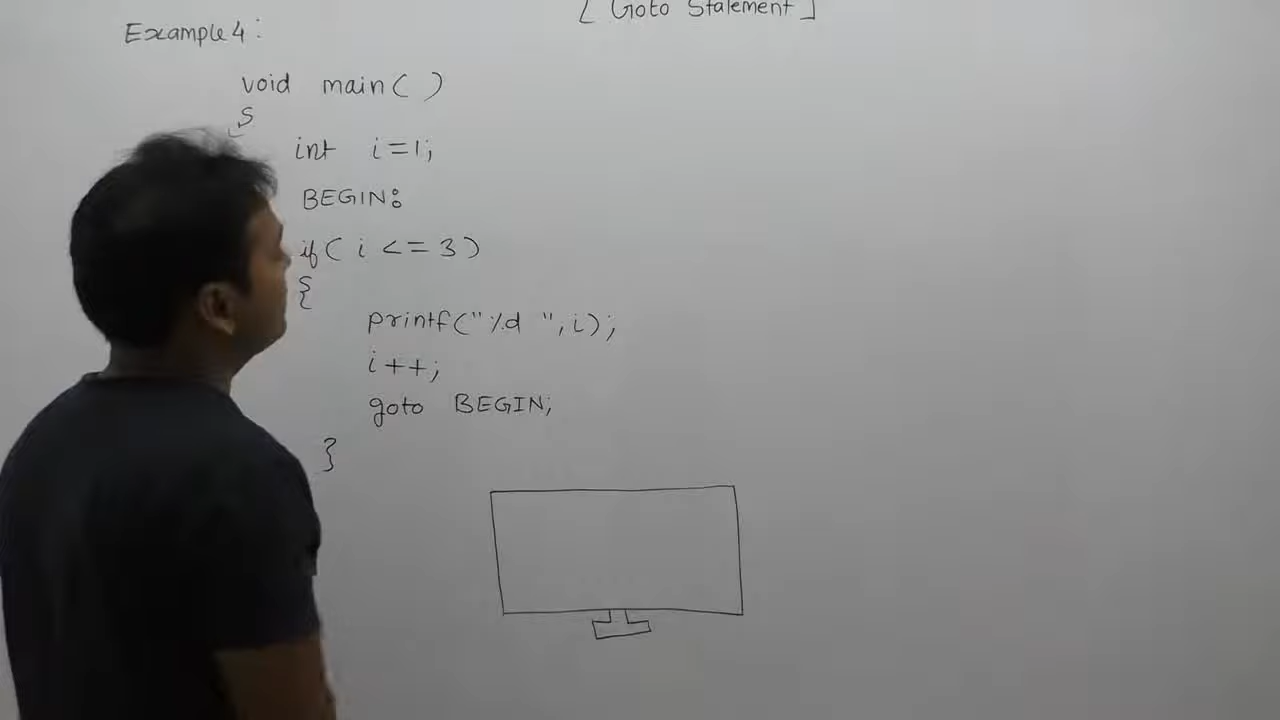 [ Goto Statement ]
Example 4 :
void main( )
{
int i=1;
BEGIN:
if( i <= 3 )
{
printf("%d ",i);
i++;
goto BEGIN;
}